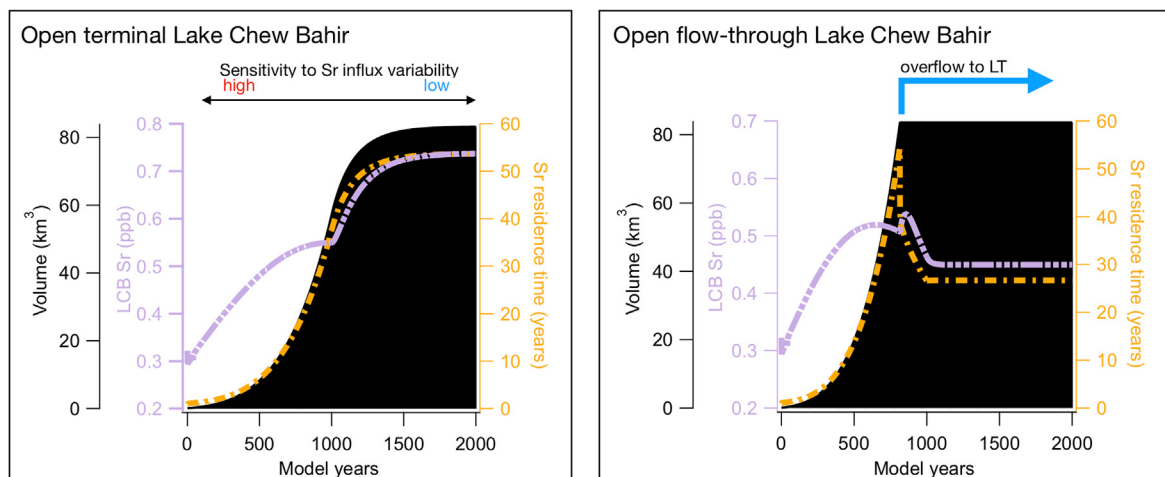 Open terminal Lake Chew Bahir
Sensitivity to Sr influx variability
high low
Volume (km3)
80
60
40
20
0
LCB Sr (ppb)
0.8
0.7
0.6
0.5
0.4
0.3
0.2
60
50
40
30
20
10
0
Sr residence time (years)
0 500 1000 1500 2000
Model years
Open flow-through Lake Chew Bahir
overflow to LT
Volume (km3)
80
60
40
20
0
LCB Sr (ppb)
0.7
0.6
0.5
0.4
0.3
0.2
60
50
40
30
20
10
0
Sr residence time (years)
0 500 1000 1500 2000
Model years